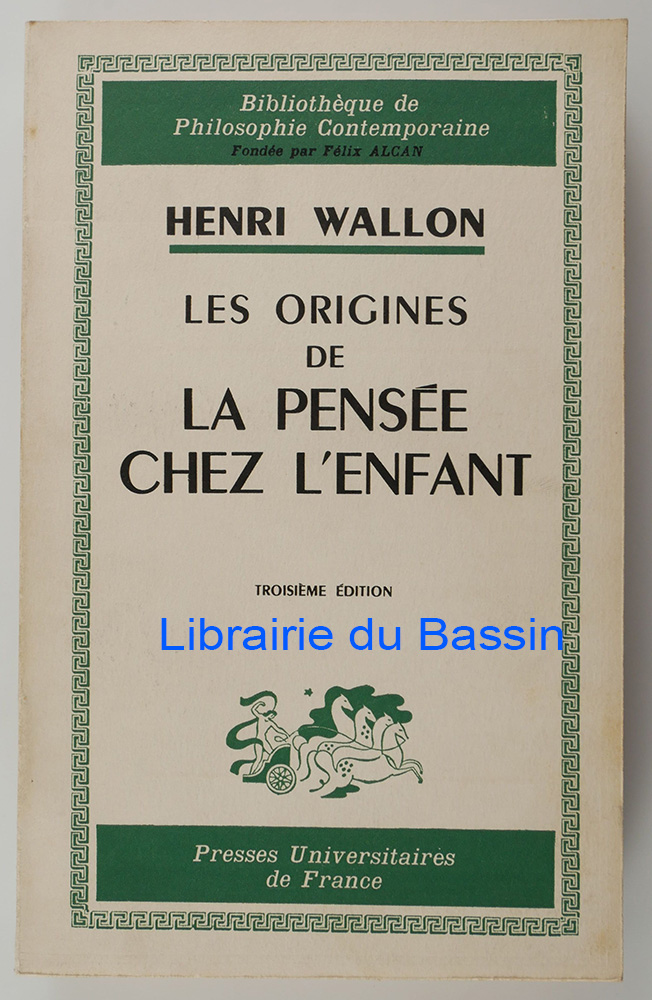 Bibliothèque de
Philosophie Contemporaine
Fondée par Félix ALCAN
HENRI WALLON
LES ORIGINES
DE
LA PENSÉE
CHEZ L'ENFANT
TROISIÈME ÉDITION
Librairie du Bassin
Presses Universitaires
de France